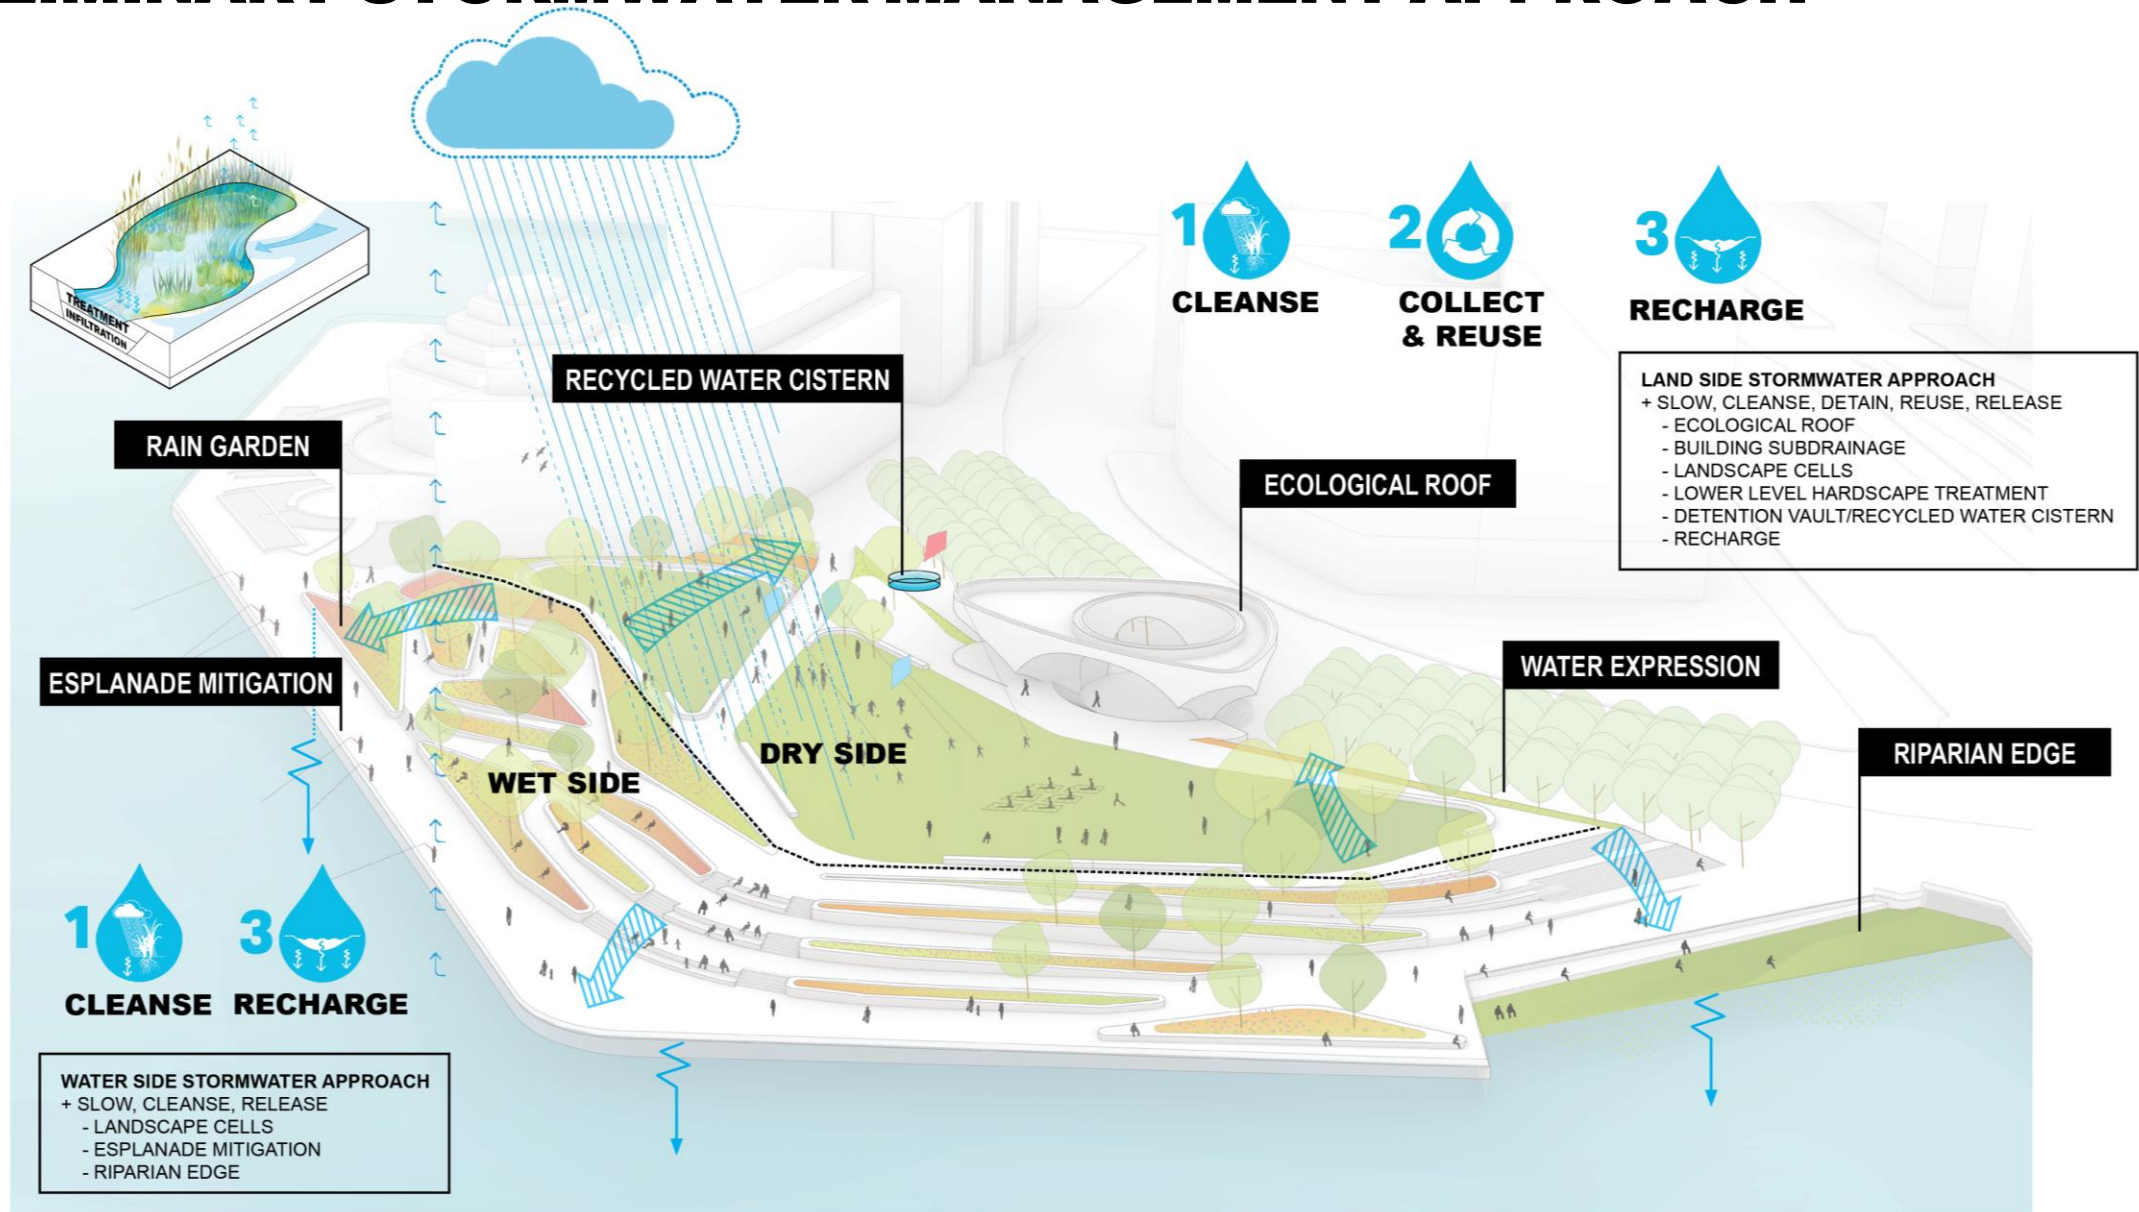 STORMWATER MANAGEMENT APPROACH
1
CLEANSE
2
COLLECT
& REUSE
3
RECHARGE
TREATMENT
INFILTRATION
RECYCLED WATER CISTERN
LAND SIDE STORMWATER APPROACH
+ SLOW, CLEANSE, DETAIN, REUSE, RELEASE
- ECOLOGICAL ROOF
- BUILDING SUBDRAINAGE
- LANDSCAPE CELLS
- LOWER LEVEL HARDSCAPE TREATMENT
- DETENTION VAULT/RECYCLED WATER CISTERN
- RECHARGE
RAIN GARDEN
ECOLOGICAL ROOF
ESPLANADE MITIGATION
WATER EXPRESSION
RIPARIAN EDGE
DRY SIDE
WET SIDE
1
CLEANSE
3
RECHARGE
WATER SIDE STORMWATER APPROACH
+ SLOW, CLEANSE, RELEASE
- LANDSCAPE CELLS
- ESPLANADE MITIGATION
- RIPARIAN EDGE